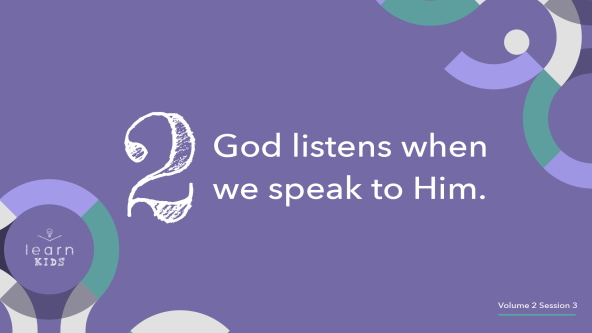 2
God listens when
we speak to Him.
learn
KIDS
Volume 2 Session 3